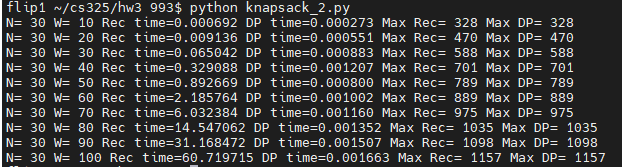 flip1 ~/cs325/hw3 993$ python knapsack_2.py
N= 30 W= 10 Rec time=0.000692 DP time=0.000273 Max Rec= 328 Max DP= 328
N= 30 W= 20 Rec time=0.009136 DP time=0.000551 Max Rec= 470 Max DP= 470
N= 30 W= 30 Rec time=0.065042 DP time=0.000883 Max Rec= 588 Max DP= 588
N= 30 W= 40 Rec time=0.329088 DP time=0.001207 Max Rec= 701 Max DP= 701
N= 30 W= 50 Rec time=0.892669 DP time=0.000800 Max Rec= 789 Max DP= 789
N= 30 W= 60 Rec time=2.185764 DP time=0.001002 Max Rec= 889 Max DP= 889
N= 30 W= 70 Rec time=6.032384 DP time=0.001160 Max Rec= 975 Max DP= 975
N= 30 W= 80 Rec time=14.547062 DP time=0.001352 Max Rec= 1035 Max DP= 1035
N= 30 W= 90 Rec time=31.168472 DP time=0.001507 Max Rec= 1098 Max DP= 1098
N= 30 W= 100 Rec time=60.719715 DP time=0.001663 Max Rec= 1157 Max DP= 1157